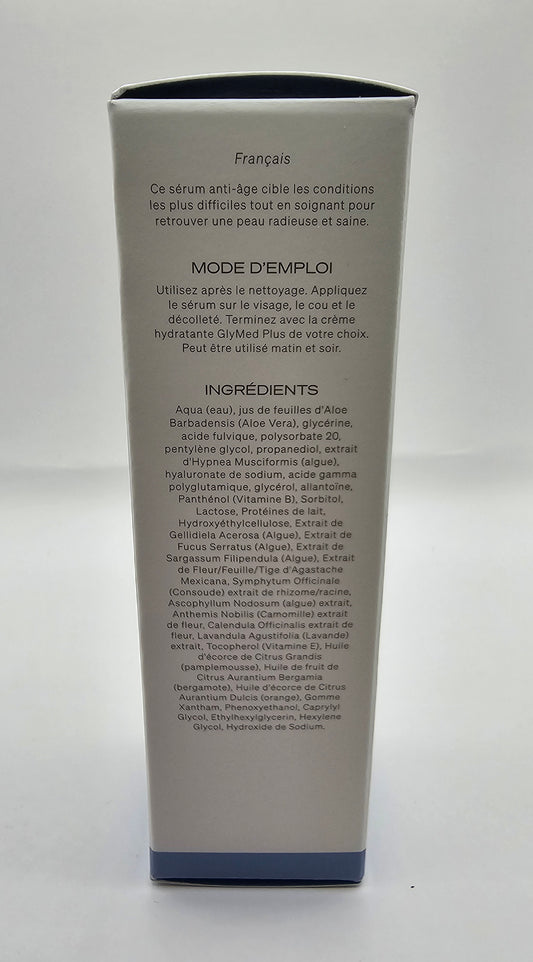 Français
Ce sérum anti-âge cible les conditions
les plus difficiles tout en soignant pour
retrouver une peau radieuse et saine.
MODE D'EMPLOI
Utilisez après le nettoyage. Appliquez
le sérum sur le visage, le cou et le
décolleté. Terminez avec la crème
hydratante GlyMed Plus de votre choix.
Peut être utilisé matin et soir.
INGRÉDIENTS
Aqua (eau), jus de feuilles d'Aloe
Barbadensis (Aloe Vera), glycérine,
acide fulvique, polysorbate 20,
pentylène glycol, propanediol, extrait
d'Hypnea Musciformis (algue),
hyaluronate de sodium, acide gamma
polyglutamique, glycérol, allantoïne,
Panthénol (Vitamine B), Sorbitol,
Lactose, Protéines de lait,
Hydroxyéthylcellulose, Extrait de
Gellidiela Acerosa (Algue), Extrait de
Fucus Serratus (Algue), Extrait de
Sargassum Filipendula (Algue), Extrait
de Fleur/Feuille/Tige d'Agastache
Mexicana, Symphytum Officinale
(Consoude) extrait de rhizome/racine,
Ascophyllum Nodosum (algue) extrait,
Anthemis Nobilis (Camomille) extrait
de fleur, Calendula Officinalis extrait de
fleur, Lavandula Agustifolia (Lavande)
extrait, Tocopherol (Vitamine E), Huile
d'écorce de Citrus Grandis
(pamplemousse), Huile de fruit de
Citrus Aurantium Bergamia
(bergamote), Huile d'écorce de Citrus
Aurantium Dulcis (orange), Gomme
Xantham, Phenoxyethanol, Caprylyl
Glycol, Ethylhexylglycerin, Hexylene
Glycol, Hydroxide de Sodium.